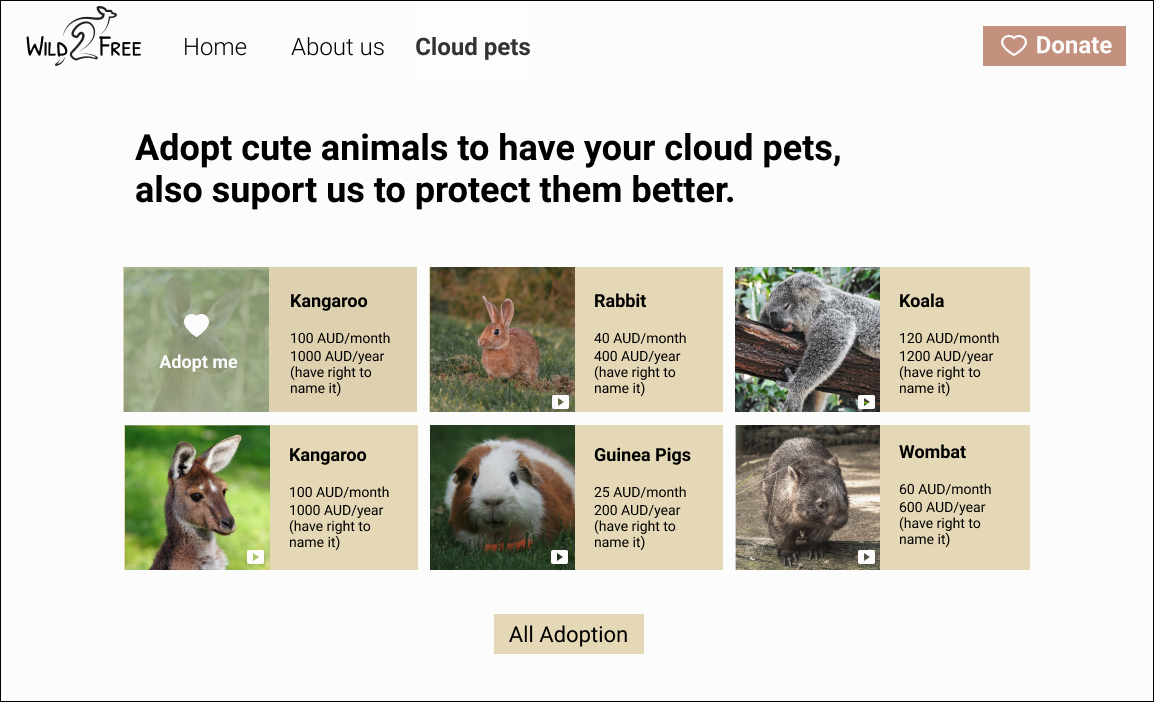 WILD 2 FREE
Home
About us
Cloud pets
Donate
Adopt cute animals to have your cloud pets,
also suport us to protect them better.
Adopt me
Kangaroo
100 AUD/month
1000 AUD/year
(have right to
name it)
Rabbit
40 AUD/month
400 AUD/year
(have right to
name it)
Koala
120 AUD/month
1200 AUD/year
(have right to
name it)
Kangaroo
100 AUD/month
1000 AUD/year
(have right to
name it)
Guinea Pigs
25 AUD/month
200 AUD/year
(have right to
name it)
Wombat
60 AUD/month
600 AUD/year
(have right to
name it)
All Adoption